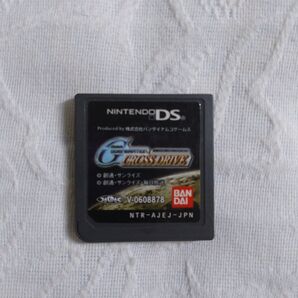 NINTENDO DS
Produced by 株式会社バンダイナムコゲームス
CROSS DRIVE
© 創通・サンライズ
© 創通・サンライズ・毎日放送
V-0608878
BAN
DAI
NTR-AJEJ-JPN